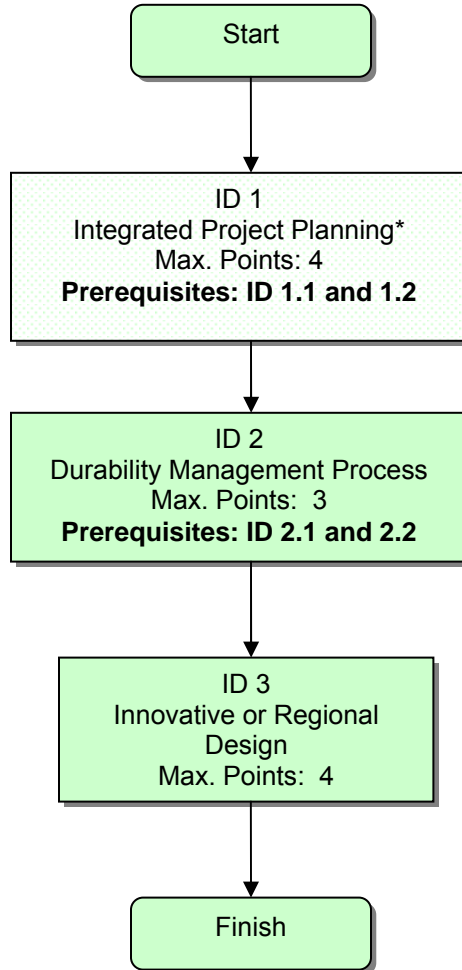 Start
ID 1
Integrated Project Planning*
Max. Points: 4
Prerequisites: ID 1.1 and 1.2
ID 2
Durability Management Process
Max. Points: 3
Prerequisites: ID 2.1 and 2.2
ID 3
Innovative or Regional
Design
Max. Points: 4
Finish